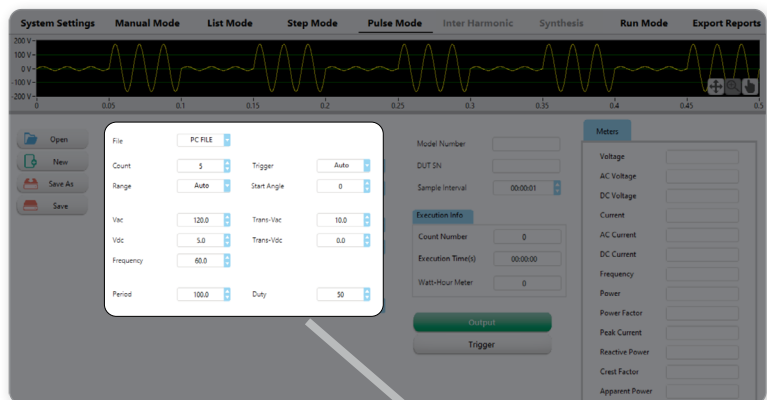 System Settings Manual Mode List Mode Step Mode Pulse Mode Inter Harmonic Synthesis Run Mode Export Reports
200 V
100 V
0 V
-100 V
-200 V
0 0.05 0.1 0.15 0.2 0.25 0.3 0.35 0.4 0.45 0.5
Open
New
Save As
Save
File PC FILE
Count 5 Trigger Auto
Range Auto Start Angle 0
Vac 120.0 Trans-Vac 10.0
Vdc 5.0 Trans-Vdc 0.0
Frequency 60.0
Period 100.0 Duty 50
Model Number
DUT SN
Sample Interval 00:00:01
Execution Info
Count Number 0
Execution Time(s) 00:00:00
Watt-Hour Meter 0
Output
Trigger
Meters
Voltage
AC Voltage
DC Voltage
Current
AC Current
DC Current
Frequency
Power
Power Factor
Peak Current
Reactive Power
Crest Factor
Apparent Power